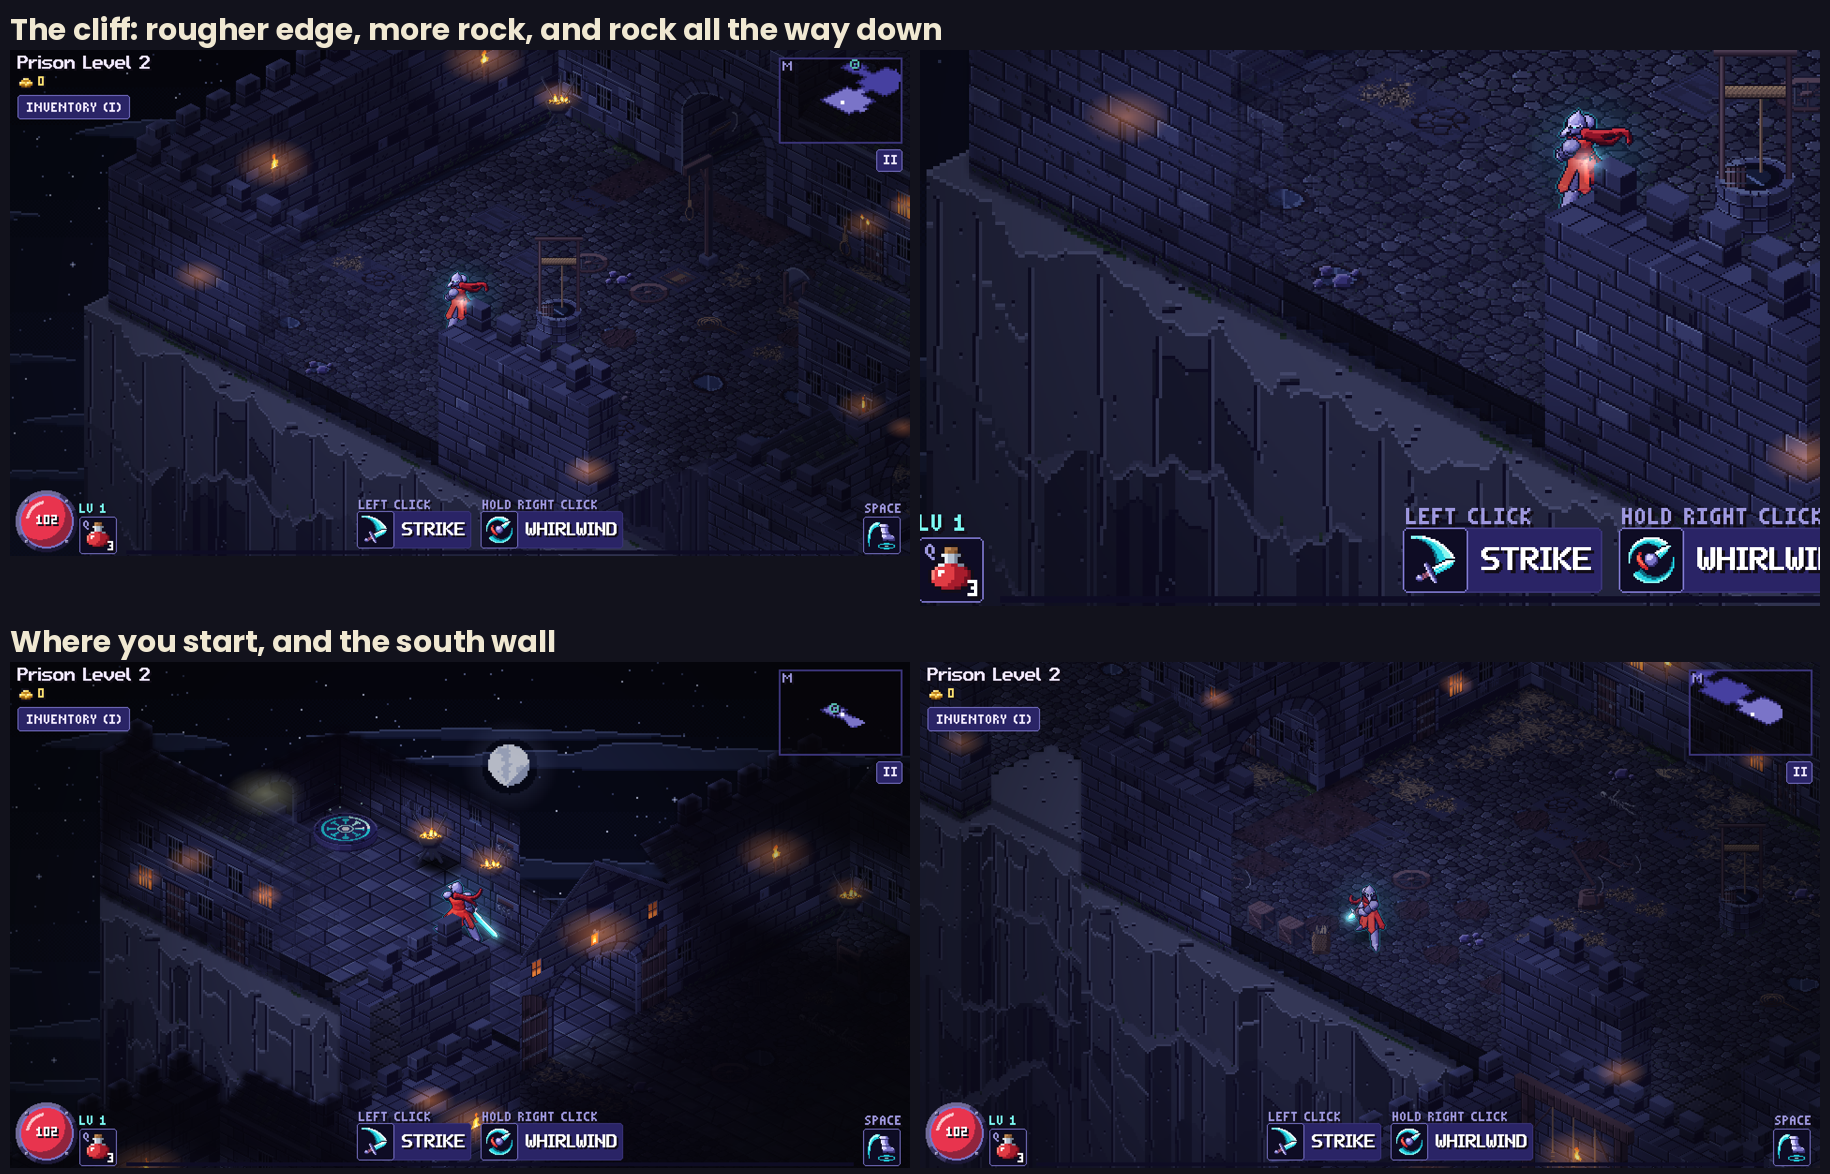 The cliff: rougher edge, more rock, and rock all the way down
Prison Level 2
0
INVENTORY (I)
M
II
102
LV 1
Q
3
LEFT CLICK
STRIKE
HOLD RIGHT CLICK
WHIRLWIND
SPACE
LV 1
Q
3
LEFT CLICK
STRIKE
HOLD RIGHT CLICK
WHIRLWI
Where you start, and the south wall
Prison Level 2
0
INVENTORY (I)
M
II
102
LV 1
Q
3
LEFT CLICK
STRIKE
HOLD RIGHT CLICK
WHIRLWIND
SPACE
Prison Level 2
0
INVENTORY (I)
M
II
102
LV 1
Q
3
LEFT CLICK
STRIKE
HOLD RIGHT CLICK
WHIRLWIND
SPACE